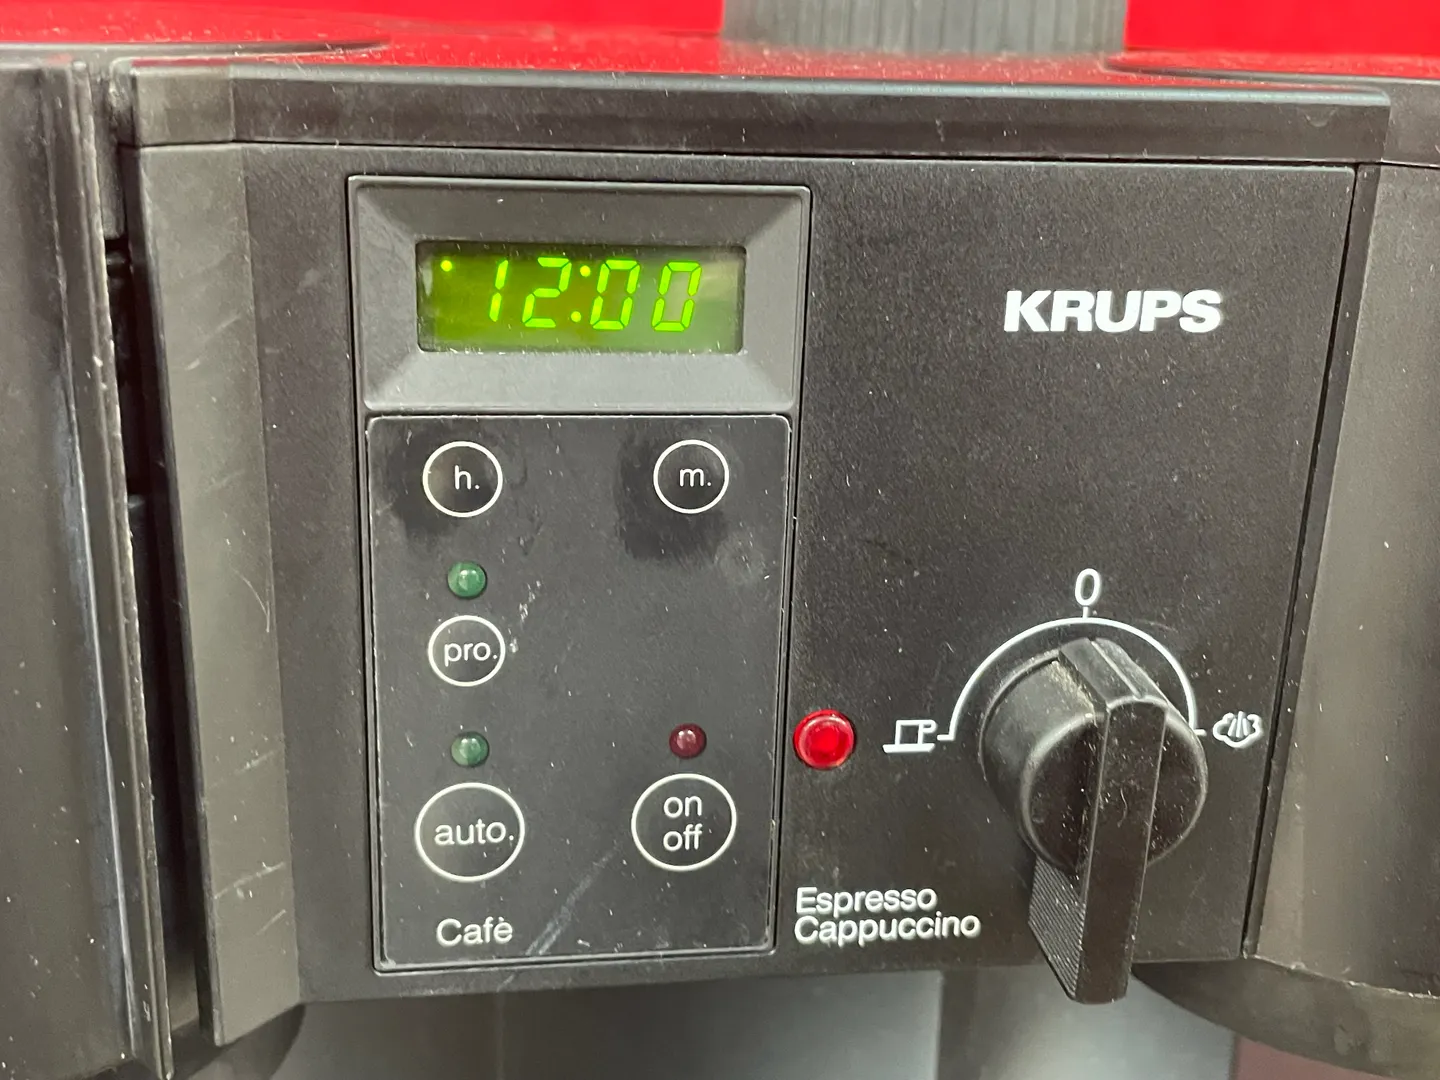 12:00
KRUPS
h.
m.
pro.
auto.
on
off
Cafè
0
Espresso
Cappuccino